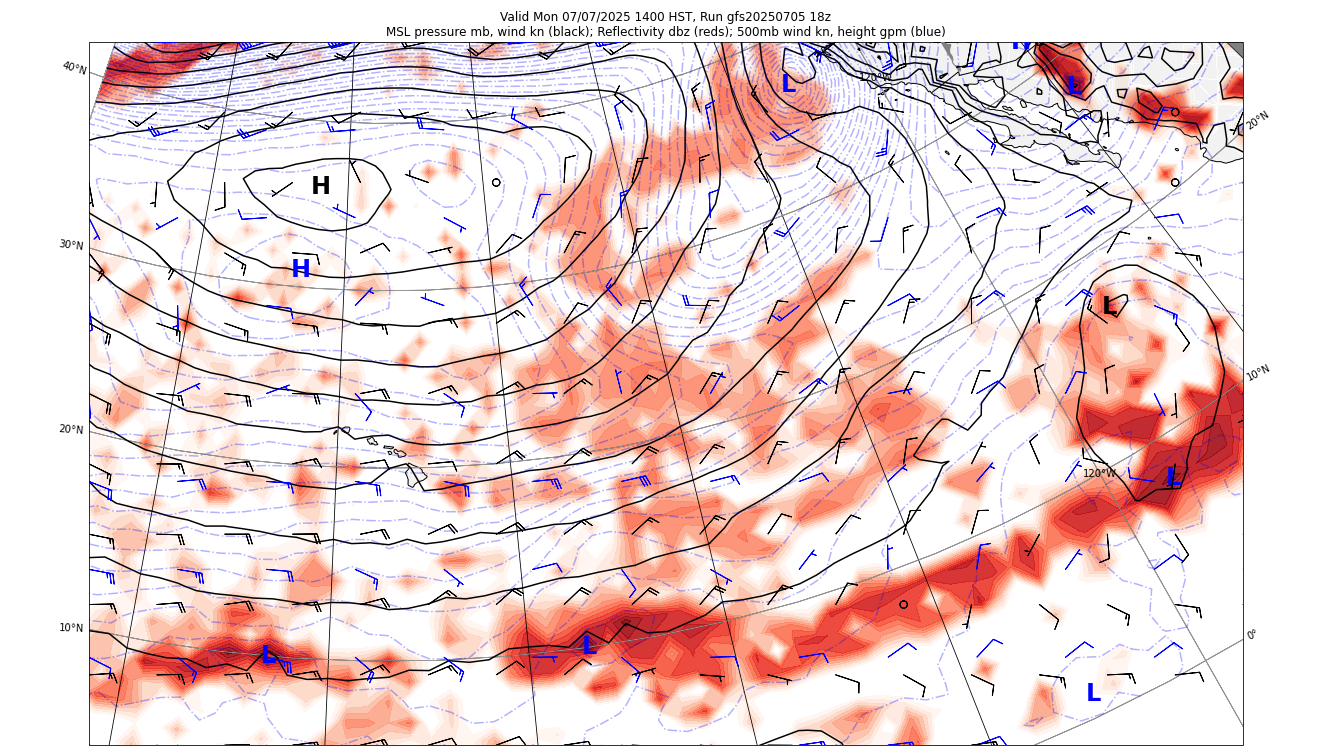 Valid Mon 07/07/2025 1400 HST, Run gfs20250705 18z
MSL pressure mb, wind kn (black); Reflectivity dbz (reds); 500mb wind kn, height gpm (blue)
H
40°N
L
120°W
L
20°N
H
30°N
H
L
10°N
20°N
120°W
L
10°N
0°
L
L
L